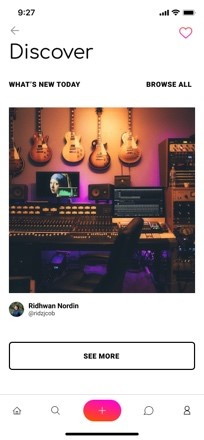 9:27
Discover
WHAT'S NEW TODAY
BROWSE ALL
Ridhwan Nordin
@ridzjcob
SEE MORE